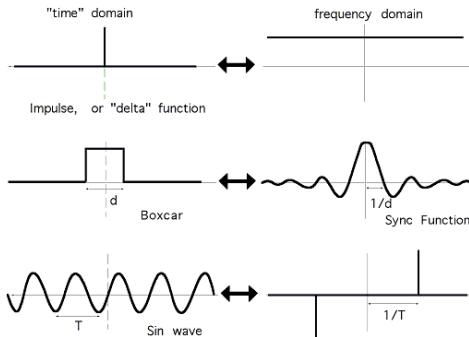 "time" domain
frequency domain
Impulse, or "delta" function
d
Boxcar
1/d
Sync Function
T
Sin wave
1/T